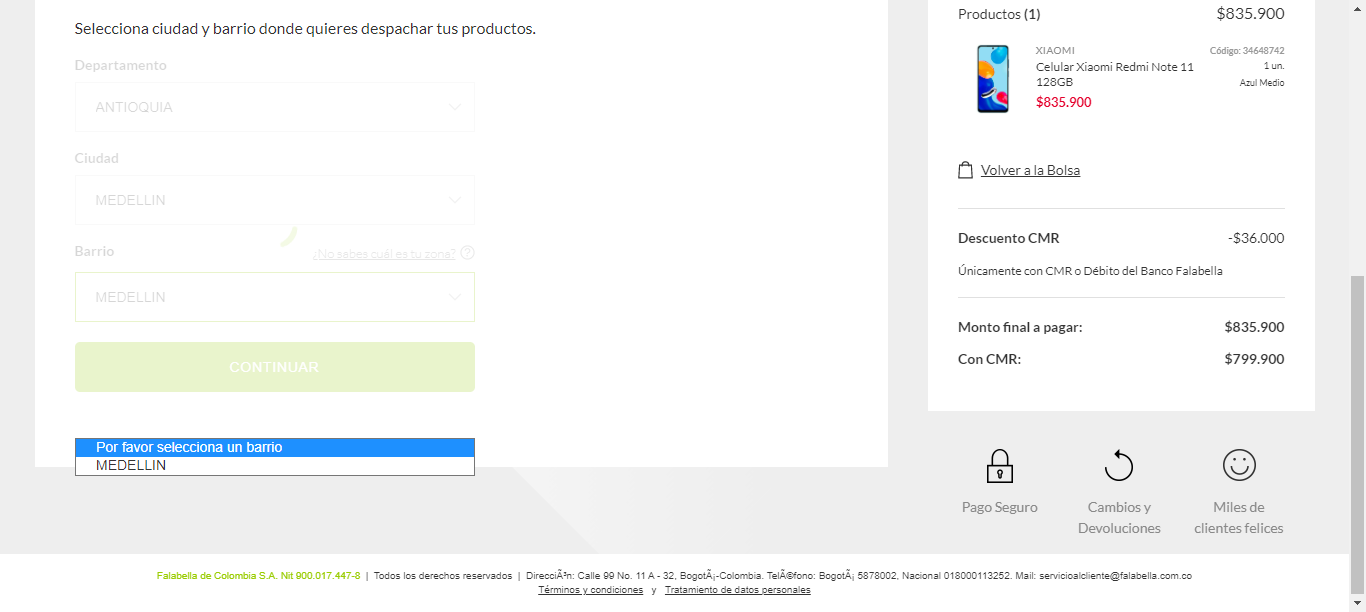 Selecciona ciudad y barrio donde quieres despachar tus productos.
Departamento
ANTIOQUIA
Ciudad
MEDELLIN
Barrio
¿No sabes cuál es tu zona? ?
MEDELLIN
CONTINUAR
Por favor selecciona un barrio
MEDELLIN
Productos (1) $835.900
XIAOMI Código: 34648742
Celular Xiaomi Redmi Note 11 1 un.
128GB Azul Medio
$835.900
Volver a la Bolsa
Descuento CMR -$36.000
Únicamente con CMR o Débito del Banco Falabella
Monto final a pagar: $835.900
Con CMR: $799.900
Pago Seguro
Cambios y
Devoluciones
Miles de
clientes felices
Falabella de Colombia S.A. Nit 900.017.447-8 | Todos los derechos reservados | DirecciÃ³n: Calle 99 No. 11 A - 32, BogotÃ¡-Colombia. TelÃ©fono: BogotÃ¡ 5878002, Nacional 018000113252. Mail: servicioalcliente@falabella.com.co
Términos y condiciones y Tratamiento de datos personales